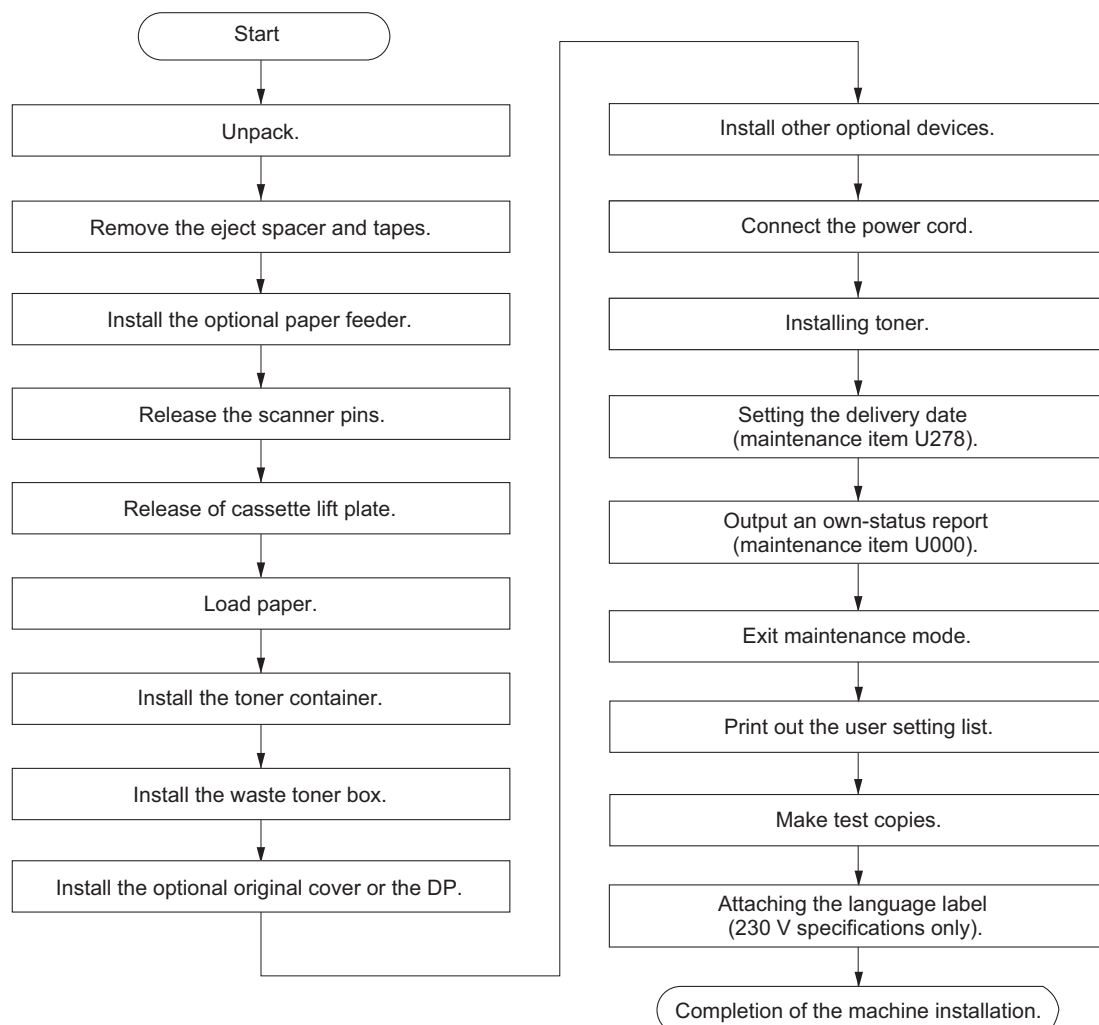 Start
Unpack.
Remove the eject spacer and tapes.
Install the optional paper feeder.
Release the scanner pins.
Release of cassette lift plate.
Load paper.
Install the toner container.
Install the waste toner box.
Install the optional original cover or the DP.
Install other optional devices.
Connect the power cord.
Installing toner.
Setting the delivery date
(maintenance item U278).
Output an own-status report
(maintenance item U000).
Exit maintenance mode.
Print out the user setting list.
Make test copies.
Attaching the language label
(230 V specifications only).
Completion of the machine installation.